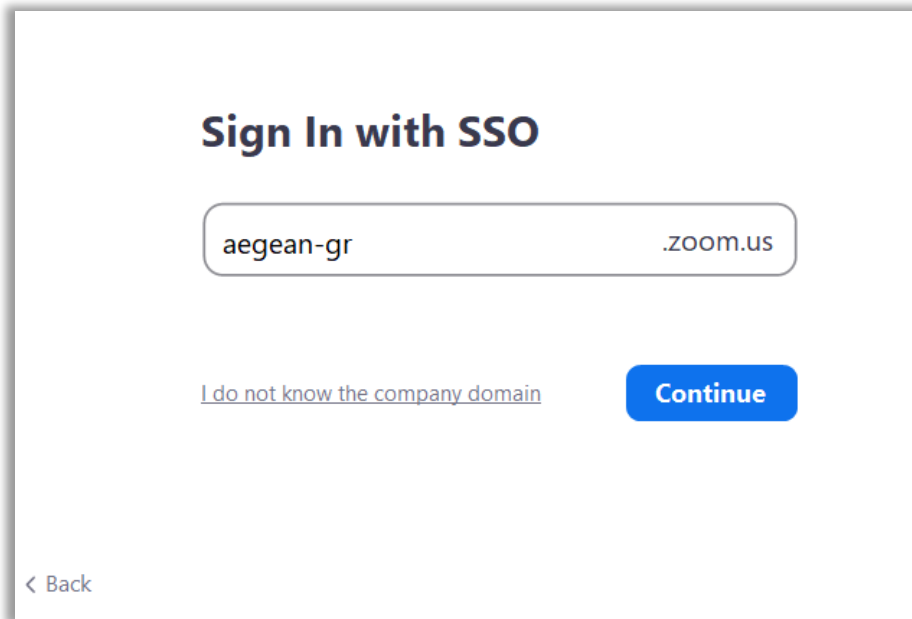 Sign In with SSO
aegean-gr .zoom.us
I do not know the company domain Continue
< Back